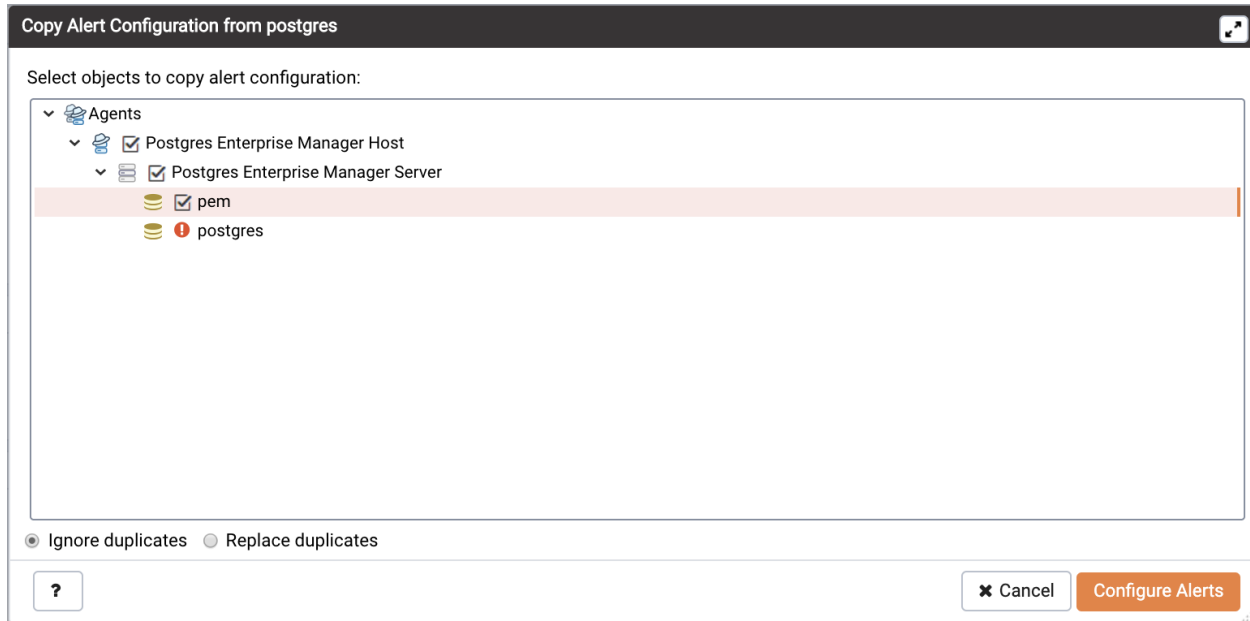 Copy Alert Configuration from postgres
Select objects to copy alert configuration:
Agents
Postgres Enterprise Manager Host
Postgres Enterprise Manager Server
pem
postgres
Ignore duplicates Replace duplicates
? Cancel Configure Alerts